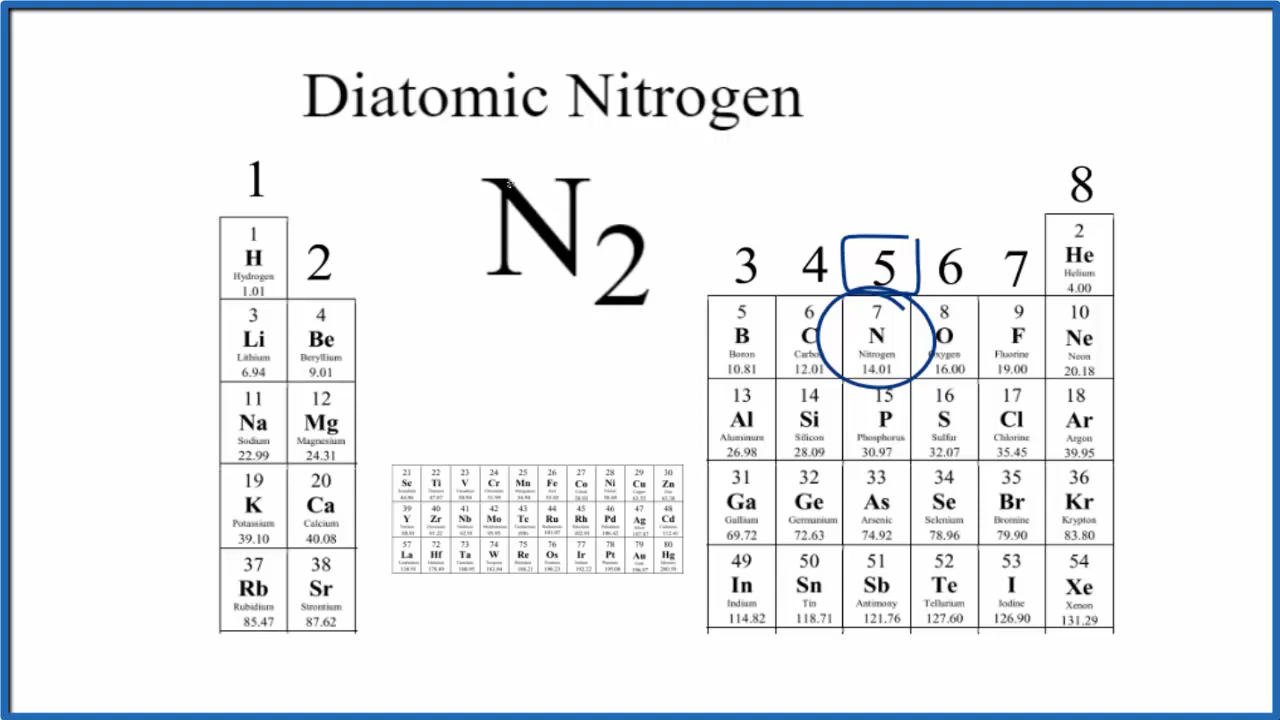 Diatomic Nitrogen
N2
1
2
3 4 5 6 7
8
1
H
Hydrogen
1.01
2
He
Helium
4.00
3 4
Li Be
Lithium Beryllium
6.94 9.01
5 6 7 8 9 10
B C N O F Ne
Boron Carbo Nitrogen xygen Fluorine Neon
10.81 12.01 14.01 16.00 19.00 20.18
11 12
Na Mg
Sodium Magnesium
22.99 24.31
13 14 15 16 17 18
Al Si P S Cl Ar
Aluminum Silicon Phosphorus Sulfur Chlorine Argon
26.98 28.09 30.97 32.07 35.45 39.95
19 20
K Ca
Potassium Calcium
39.10 40.08
21 22 23 24 25 26 27 28 29 30
Sc Ti V Cr Mn Fe Co Ni Cu Zn
31 32 33 34 35 36
Ga Ge As Se Br Kr
Gallium Germanium Arsenic Selenium Bromine Krypton
69.72 72.63 74.92 78.96 79.90 83.80
37 38
Rb Sr
Rubidium Strontium
85.47 87.62
39 40 41 42 43 44 45 46 47 48
Y Zr Nb Mo Tc Ru Rh Pd Ag Cd
57 72 73 74 75 76 77 78 79 80
La Hf Ta W Re Os Ir Pt Au Hg
49 50 51 52 53 54
In Sn Sb Te I Xe
Indium Tin Antimony Tellurium Iodine Xenon
114.82 118.71 121.76 127.60 126.90 131.29